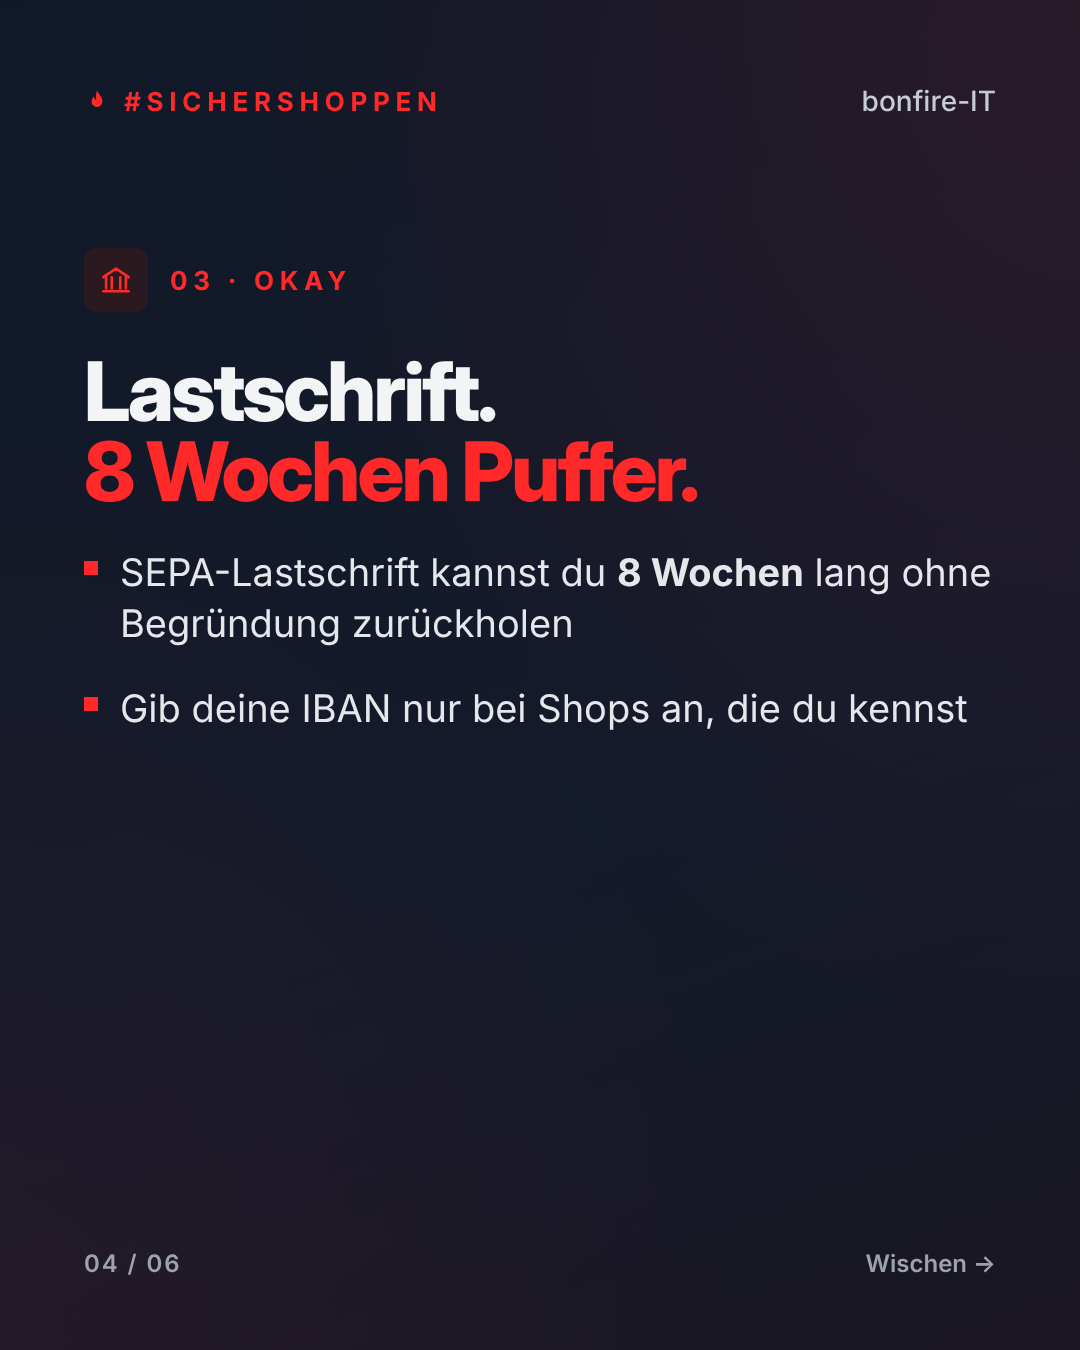 #SICHERSHOPPEN
bonfire-IT
03 · OKAY
Lastschrift.
8 Wochen Puffer.
SEPA-Lastschrift kannst du 8 Wochen lang ohne
Begründung zurückholen
Gib deine IBAN nur bei Shops an, die du kennst
04 / 06
Wischen →